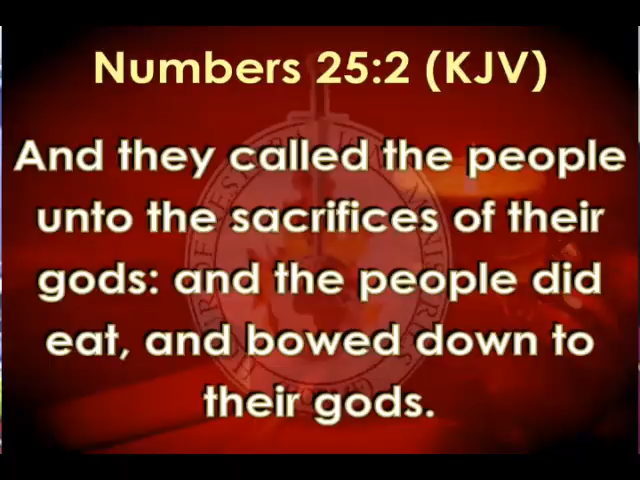 Numbers 25:2 (KJV)
And they called the people
unto the sacrifices of their
gods: and the people did
eat, and bowed down to
their gods.